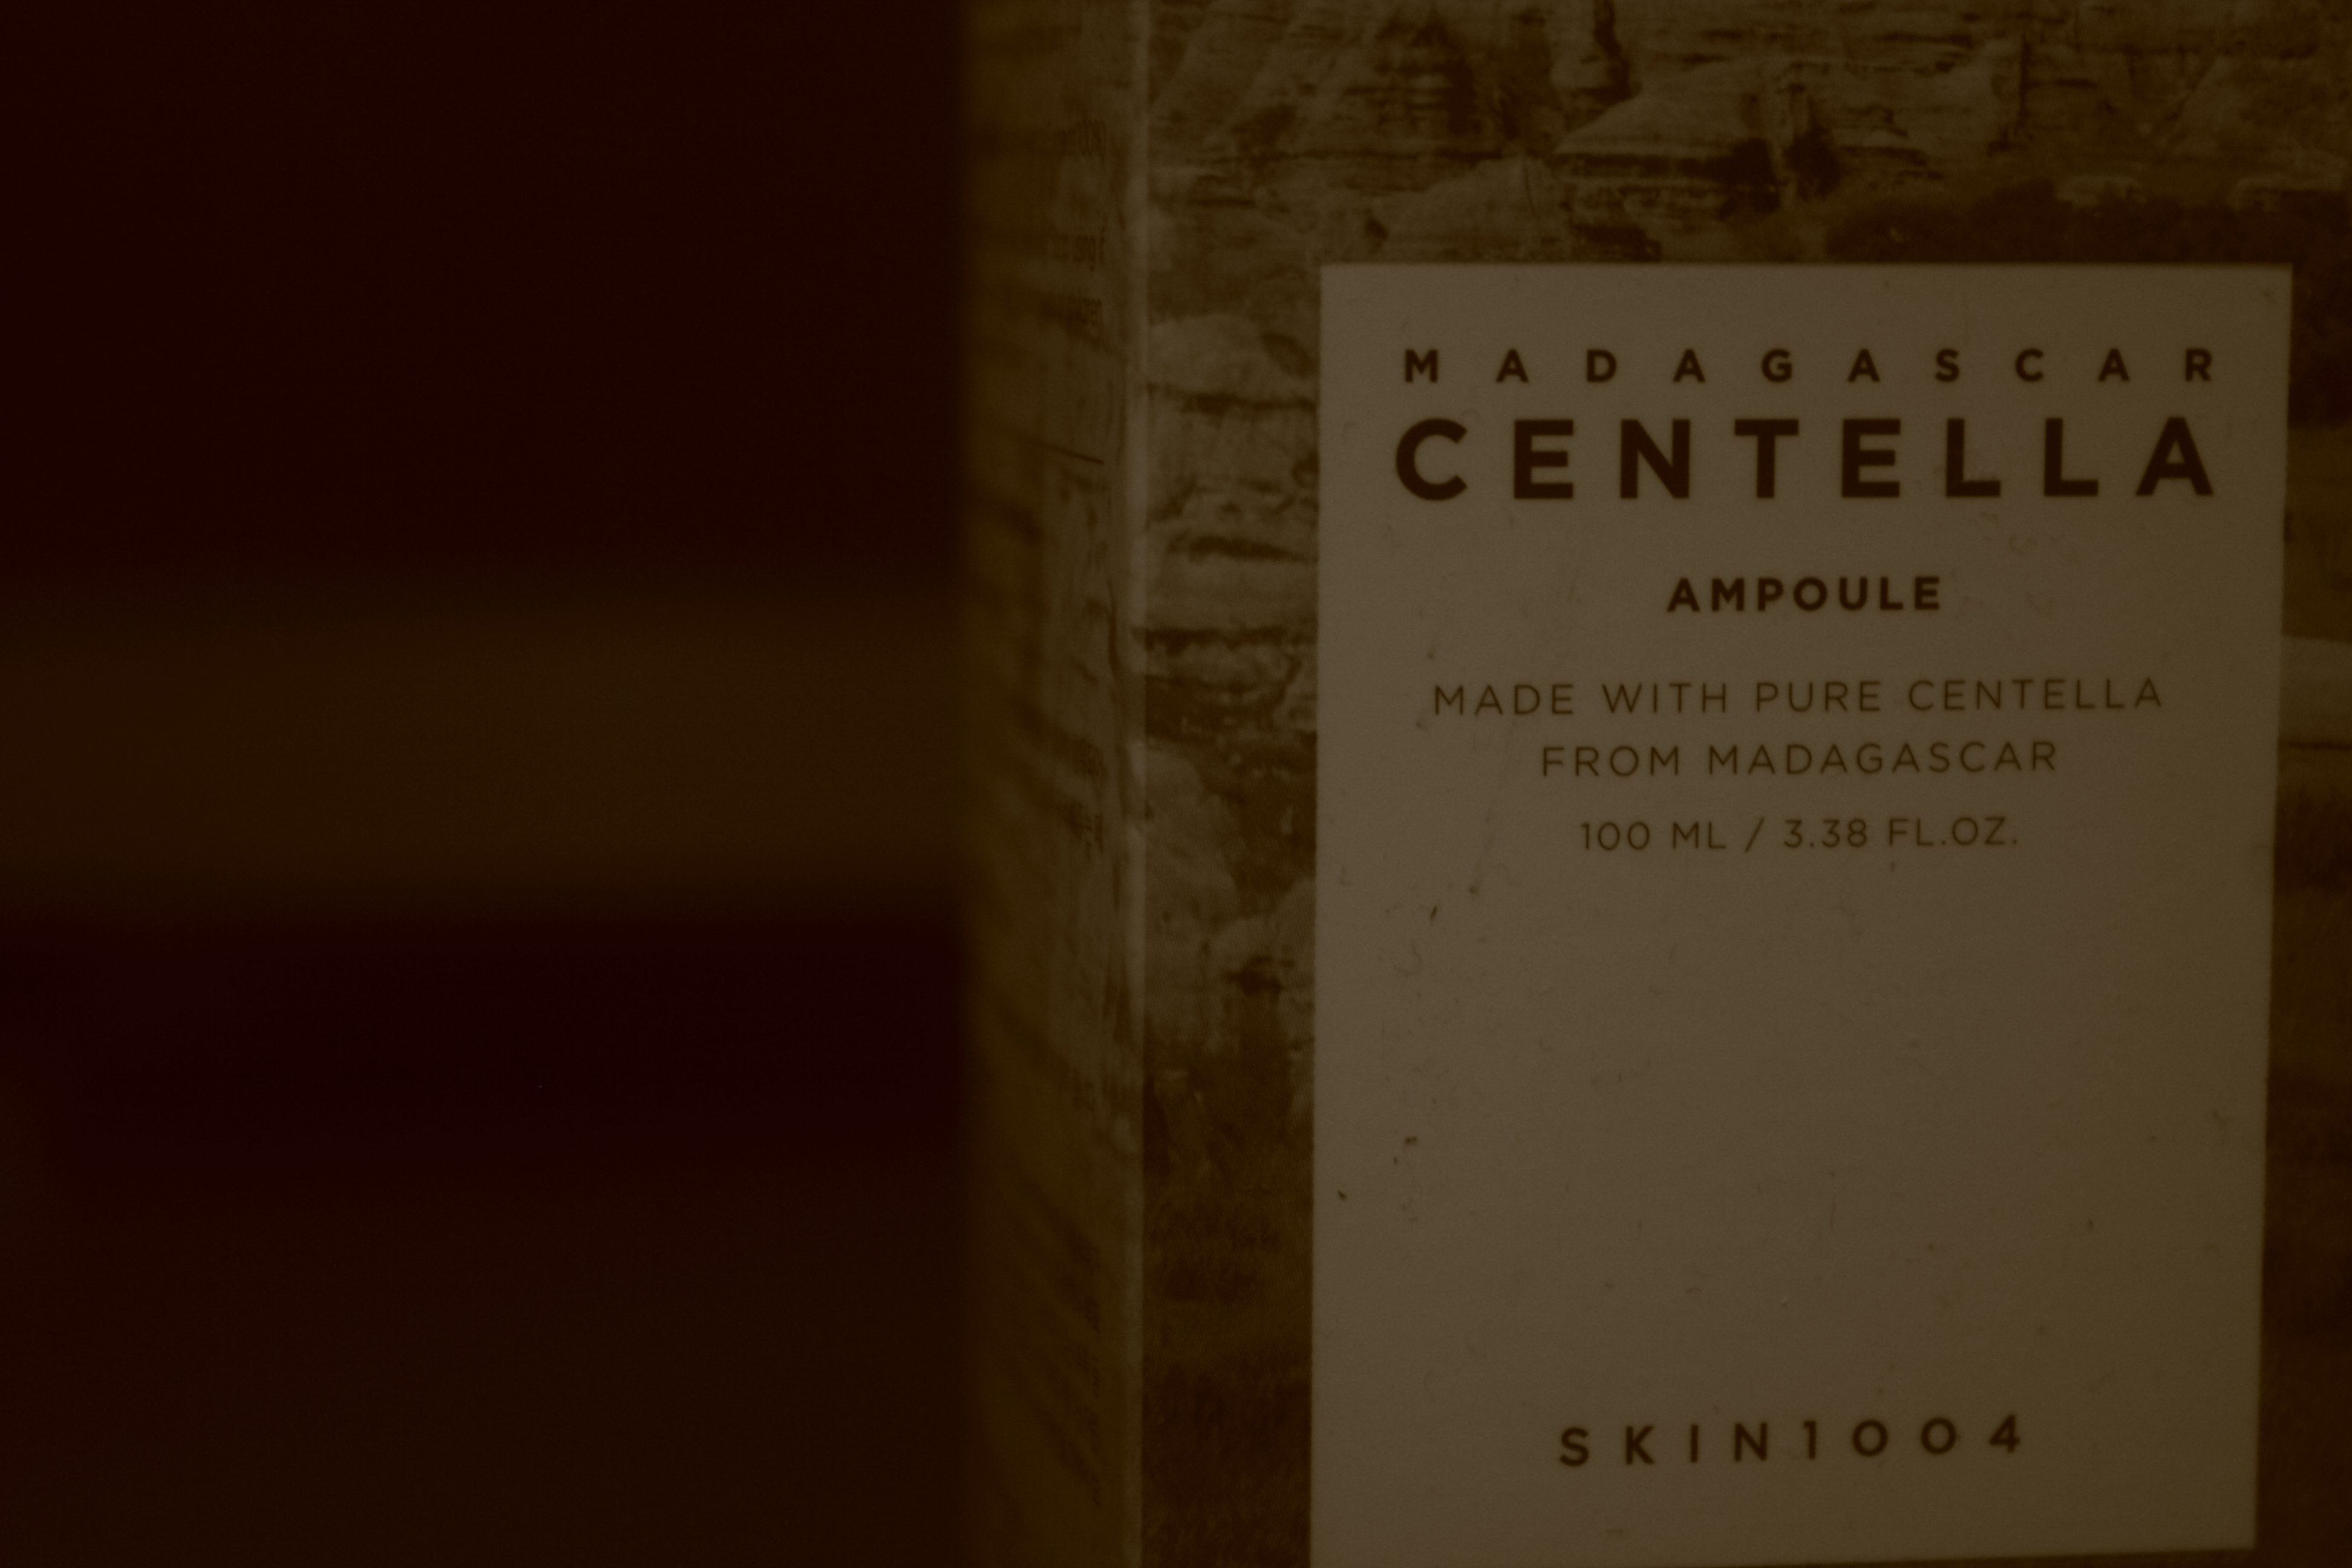 MADAGASCAR
CENTELLA
AMPOULE
MADE WITH PURE CENTELLA
FROM MADAGASCAR
100 ML / 3.38 FL.OZ.
SKIN1004